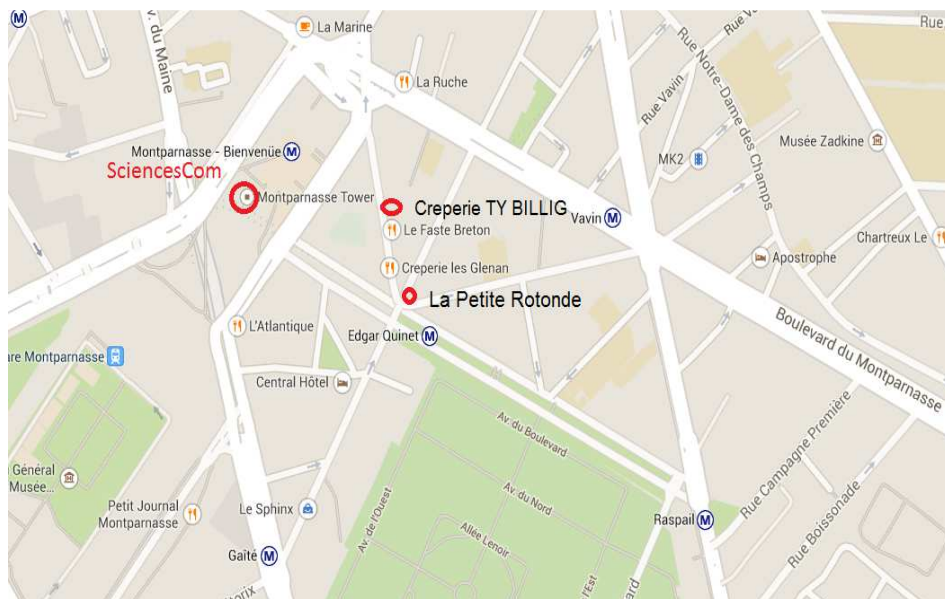 M
La Marine
Rue
Av. du Maine
La Ruche
Rue Notre-Dame des Champs
Rue Vavin
Montparnasse - Bienvenüe M
SciencesCom
MK2
Musée Zadkine
Montparnasse Tower
Creperie TY BILLIG
Vavin M
Le Faste Breton
Chartreux Le
Creperie les Glenan
Apostrophe
La Petite Rotonde
L'Atlantique
Edgar Quinet M
Boulevard du Montparnasse
are Montparnasse
Central Hôtel
Av. du Boulevard
Rue Campagne Première
Général
Musée...
Av. du Nord
Petit Journal
Montparnasse
Le Sphinx
Av. de l'Ouest
Raspail M
Rue Boissonade
Allée Lenoir
Gaîté M
l'Est